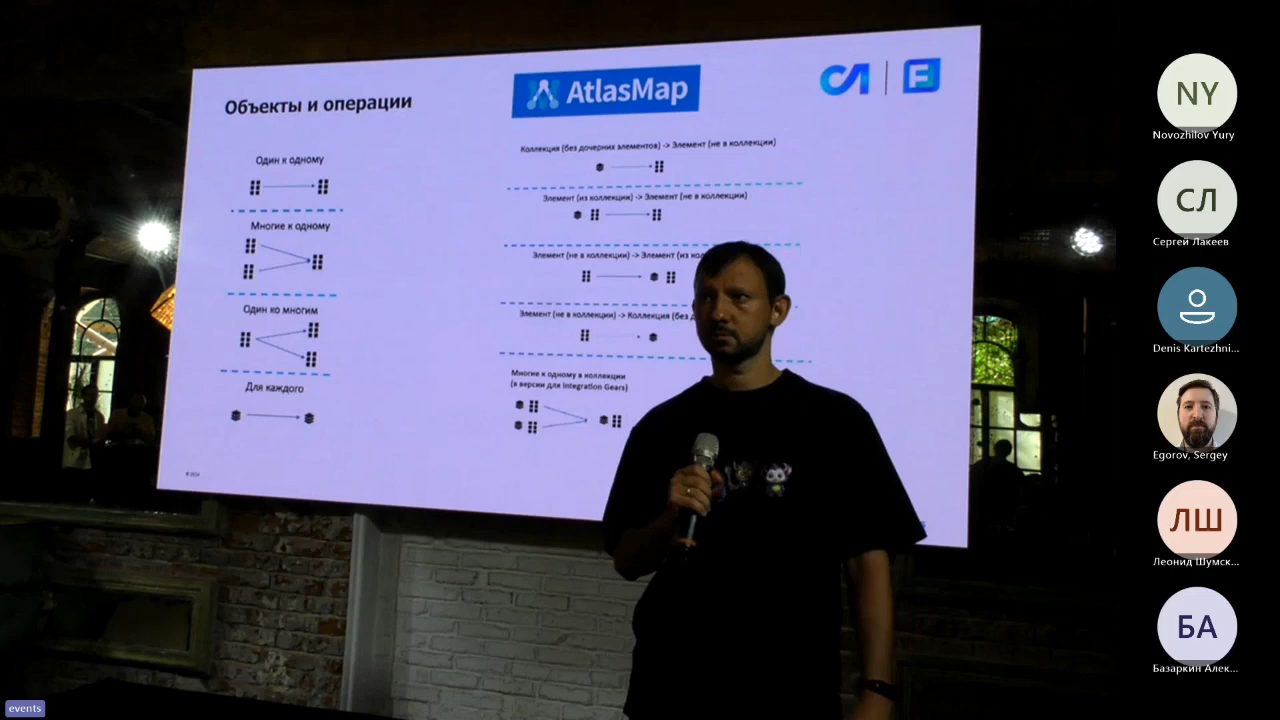 Объекты и операции
AtlasMap
Один к одному
Многие к одному
Один ко многим
Для каждого
Коллекция (без дочерних элементов) -> Элемент (не в коллекции)
Элемент (из коллекции) -> Элемент (не в коллекции)
Элемент (не в коллекции) -> Элемент (из
Элемент (не в коллекции) -> Коллекция (без
Многие к одному в коллекции
(в версии для Integration Gears)
NY
Novozhilov Yury
СЛ
Сергей Лакеев
Denis Kartezhni...
Egorov, Sergey
ЛШ
Леонид Шумск...
БА
Базаркин Алек...
events